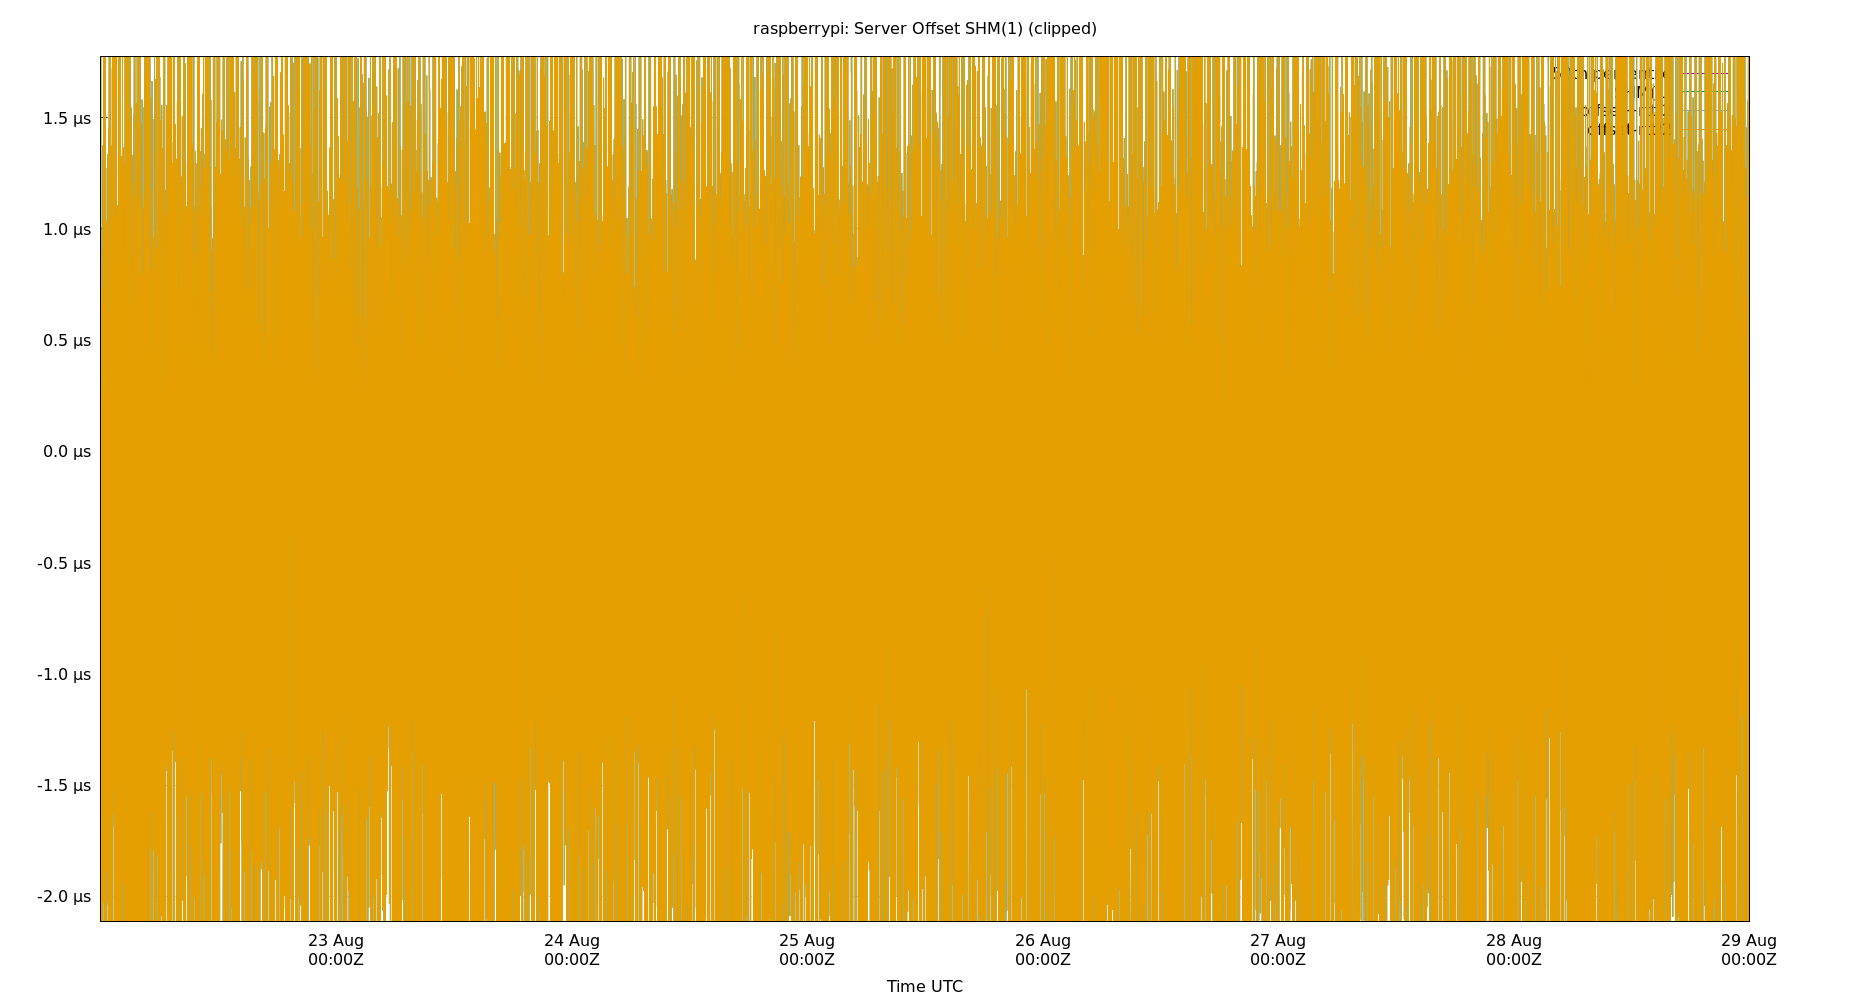 raspberrypi: Server Offset SHM(1) (clipped)
1.5 µs
1.0 µs
0.5 µs
0.0 µs
-0.5 µs
-1.0 µs
-1.5 µs
-2.0 µs
23 Aug 24 Aug 25 Aug 26 Aug 27 Aug 28 Aug 29 Aug
00:00Z 00:00Z 00:00Z 00:00Z 00:00Z 00:00Z 00:00Z
Time UTC